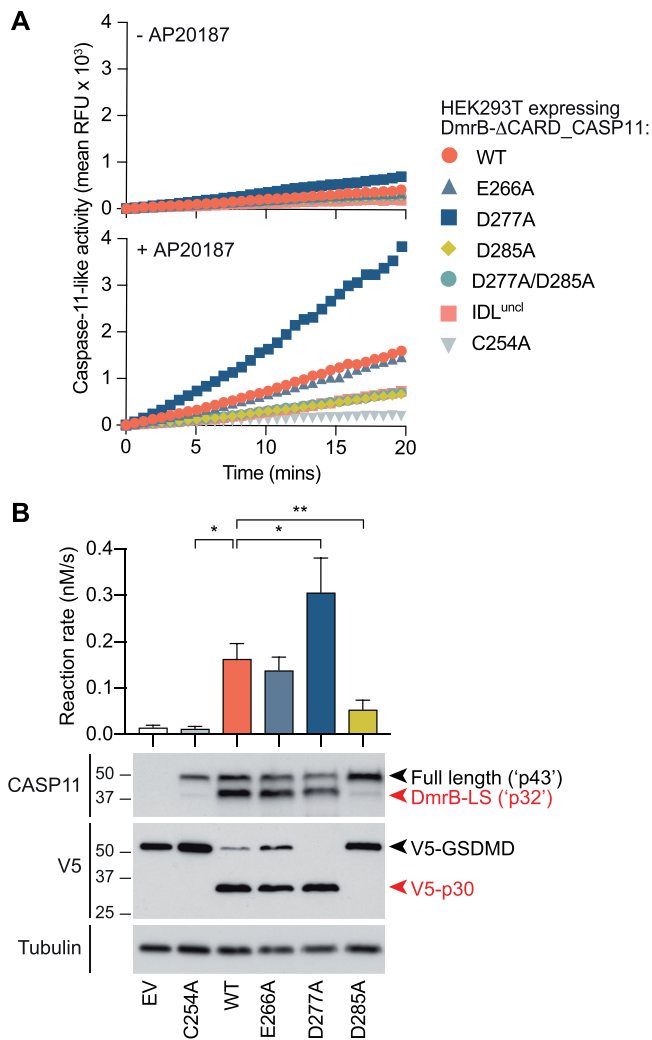 A
- AP20187
4
3
2
1
0
+ AP20187
4
3
2
1
0
0
5
10
15
20
Caspase-11-like activity (mean RFU x 10³)
Time (mins)
HEK293T expressing
DmrB-ΔCARD_CASP11:
WT
E266A
D277A
D285A
D277A/D285A
IDLuncl
C254A
B
*
**
*
0.4
0.3
0.2
0.1
0.0
Reaction rate (nM/s)
CASP11
50
37
Full length ('p43')
DmrB-LS ('p32')
V5
50
37
25
V5-GSDMD
V5-p30
Tubulin
EV
C254A
WT
E266A
D277A
D285A